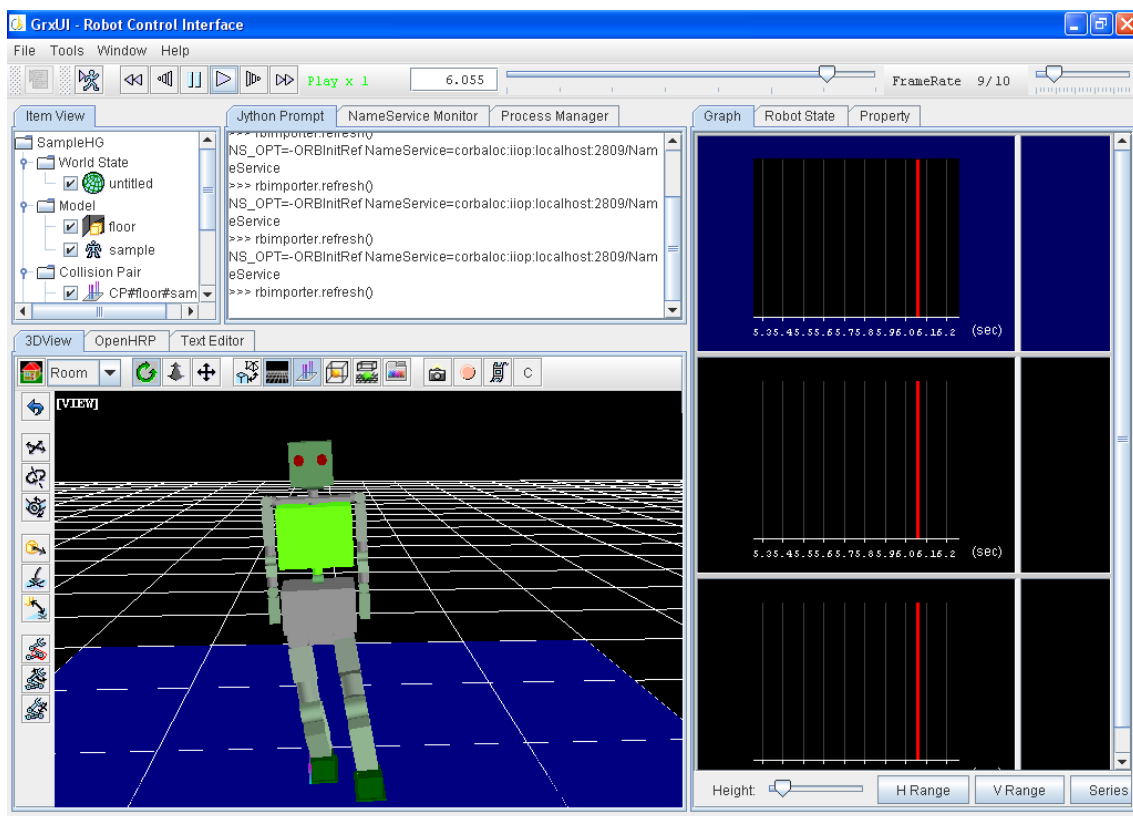 GrxUI - Robot Control Interface
File Tools Window Help
Play x 1 6.055 FrameRate 9/10
Item View
SampleHG
World State
untitled
Model
floor
sample
Collision Pair
CP#floor#sam
Jython Prompt NameService Monitor Process Manager
>>> rbimporter.refresh()
NS_OPT=-ORBInitRef NameService=corbaloc:iiop:localhost:2809/Nam
eService
>>> rbimporter.refresh()
NS_OPT=-ORBInitRef NameService=corbaloc:iiop:localhost:2809/Nam
eService
>>> rbimporter.refresh()
NS_OPT=-ORBInitRef NameService=corbaloc:iiop:localhost:2809/Nam
eService
>>> rbimporter.refresh()
3DView OpenHRP Text Editor
Room C
[VIEW]
Graph Robot State Property
5.35.45.55.65.75.85.96.06.16.2 (sec)
5.35.45.55.65.75.85.96.06.16.2 (sec)
Height: H Range V Range Series